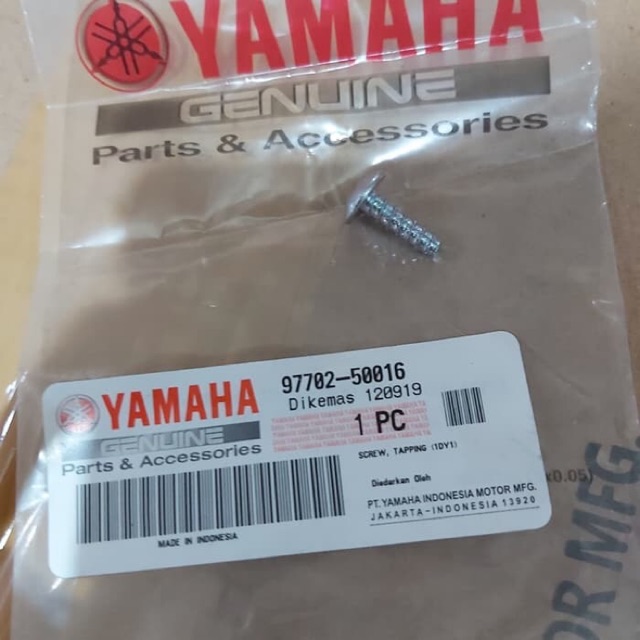 YAMAHA
GENUINE
Parts & Accessories
YAMAHA
GENUINE
Parts & Accessories
97702-50016
Dikemas 120919
1 PC
SCREW, TAPPING (1DY1)
Diedarkan Oleh
PT. YAMAHA INDONESIA MOTOR MFG.
JAKARTA-INDONESIA 13920
MADE IN INDONESIA
x0.05)
OR MFG.